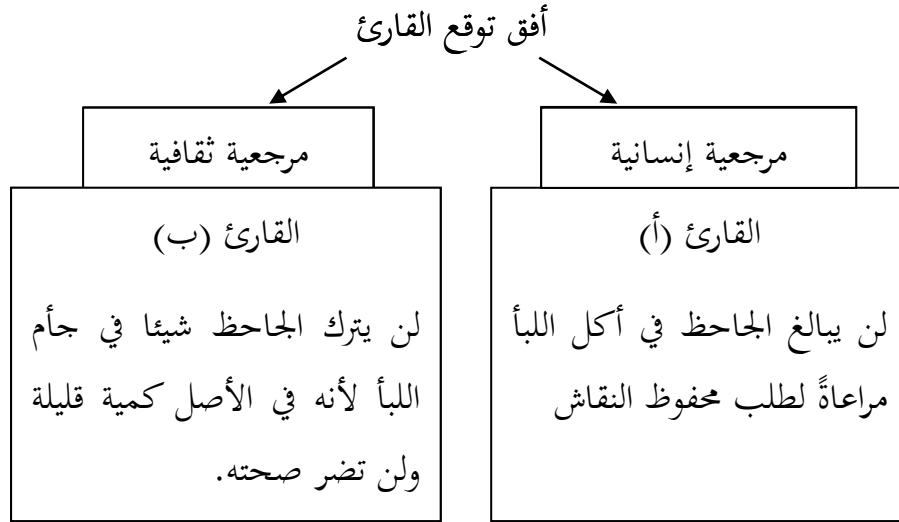 أفق توقع القارئ
مرجعية إنسانية
القارئ (أ)
لن يبالغ الجاحظ في أكل اللبأ
مراعاةً لطلب محفوظ النقاش
مرجعية ثقافية
القارئ (ب)
لن يترك الجاحظ شيئا في جأم
اللبأ لأنه في الأصل كمية قليلة
ولن تضر صحته.